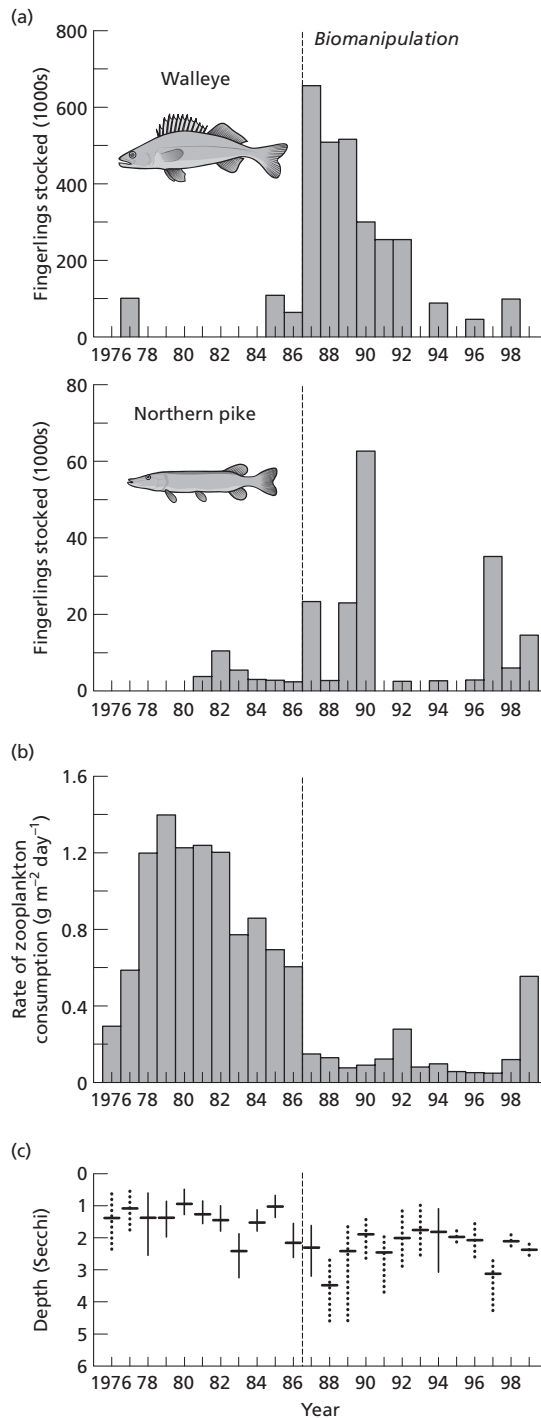 (a)
Biomanipulation
Walleye
Fingerlings stocked (1000s)
800
600
400
200
0
1976 78 80 82 84 86 88 90 92 94 96 98
Northern pike
Fingerlings stocked (1000s)
80
60
40
20
0
1976 78 80 82 84 86 88 90 92 94 96 98
(b)
Rate of zooplankton
consumption (g m⁻² day⁻¹)
1.6
1.2
0.8
0.4
0
1976 78 80 82 84 86 88 90 92 94 96 98
(c)
Depth (Secchi)
0
1
2
3
4
5
6
1976 78 80 82 84 86 88 90 92 94 96 98
Year